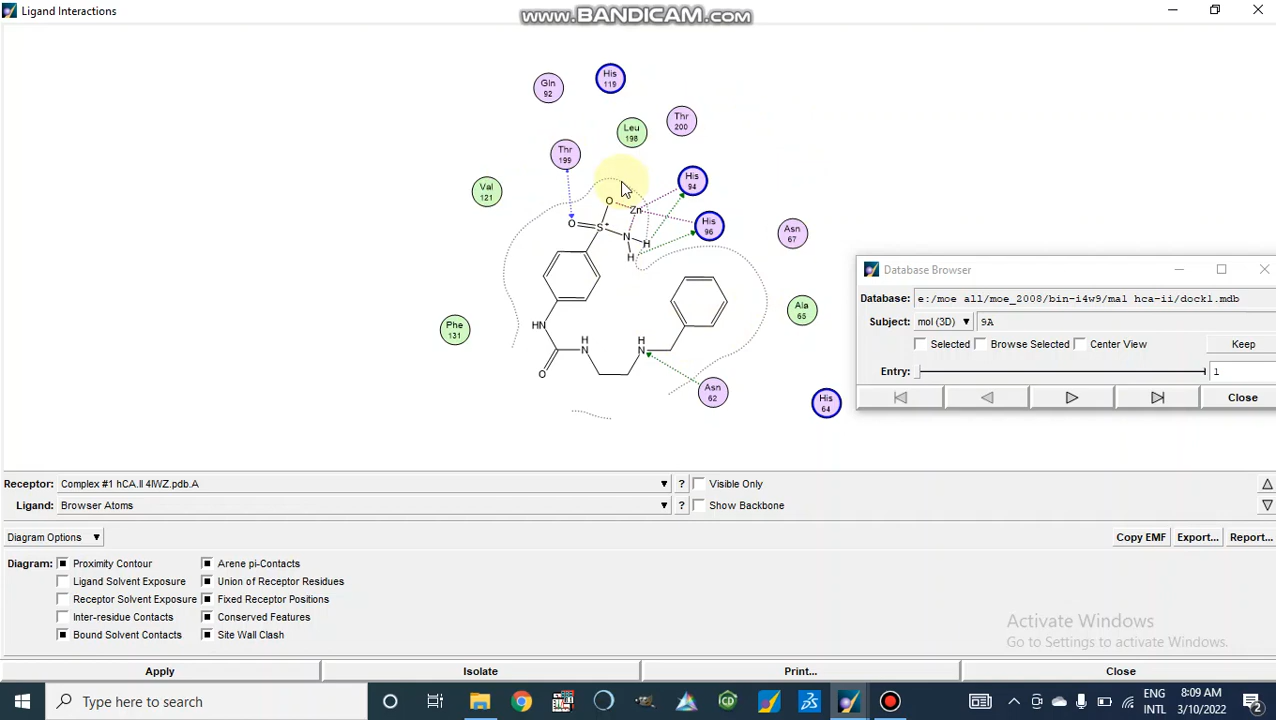 Ligand Interactions
www.BANDICAM.com
Gln
92
His
119
Leu
198
Thr
200
Thr
199
Val
121
His
94
O
Zn
O
S
N
H
H
His
96
Asn
67
Ala
65
Phe
131
NH
H
N
H
N
O
Asn
62
His
64
Database Browser
Database: e:/moe all/moe_2008/bin-i4w9/mal hca-ii/dock1.mdb
Subject: mol (3D) 9A
Selected Browse Selected Center View Keep
Entry: 1
Close
Receptor: Complex #1 hCA.II 4IWZ.pdb.A ? Visible Only
Ligand: Browser Atoms ? Show Backbone
Diagram Options Copy EMF Export... Report...
Diagram: Proximity Contour Arene pi-Contacts
Ligand Solvent Exposure Union of Receptor Residues
Receptor Solvent Exposure Fixed Receptor Positions
Inter-residue Contacts Conserved Features
Bound Solvent Contacts Site Wall Clash
Activate Windows
Go to Settings to activate Windows.
Apply Isolate Print... Close
Type here to search
ENG
INTL
8:09 AM
3/10/2022
2